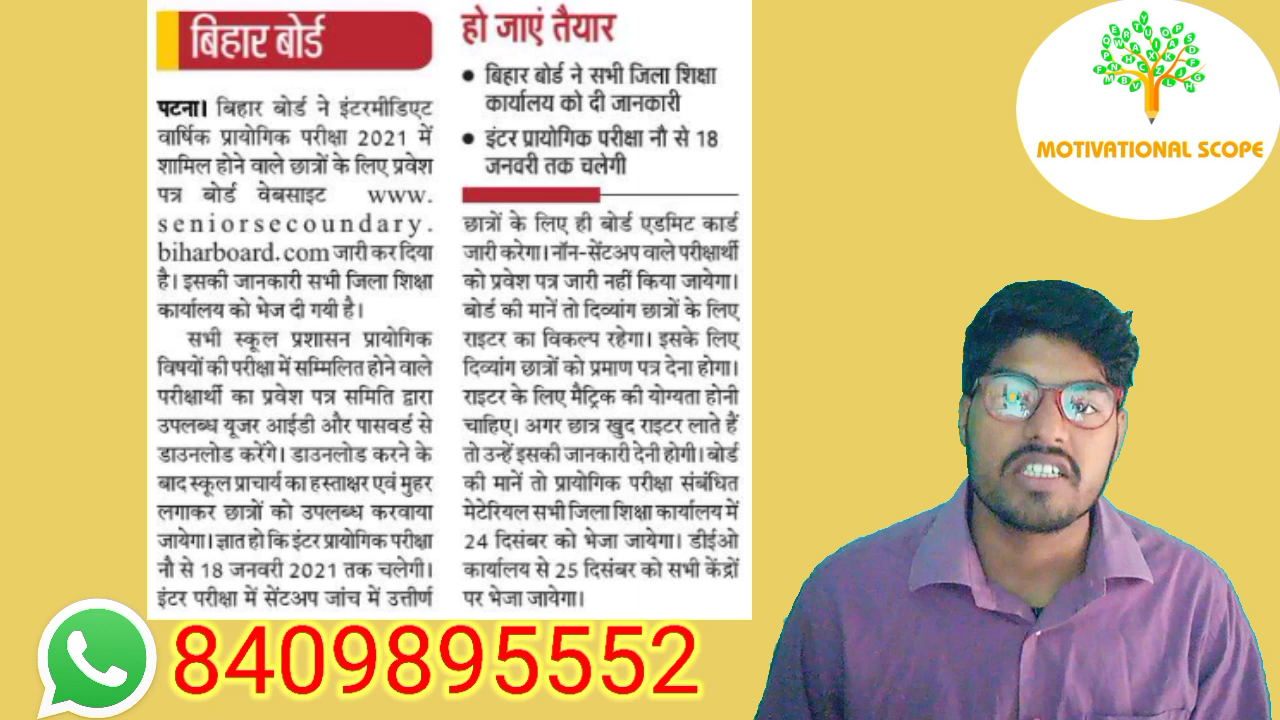 बिहार बोर्ड
पटना। बिहार बोर्ड ने इंटरमीडिएट
वार्षिक प्रायोगिक परीक्षा 2021 में
शामिल होने वाले छात्रों के लिए प्रवेश
पत्र बोर्ड वेबसाइट www.
seniorsecoundary.
biharboard.com जारी कर दिया
है। इसकी जानकारी सभी जिला शिक्षा
कार्यालय को भेज दी गयी है।
सभी स्कूल प्रशासन प्रायोगिक
विषयों की परीक्षा में सम्मिलित होने वाले
परीक्षार्थी का प्रवेश पत्र समिति द्वारा
उपलब्ध यूजर आईडी और पासवर्ड से
डाउनलोड करेंगे। डाउनलोड करने के
बाद स्कूल प्राचार्य का हस्ताक्षर एवं मुहर
लगाकर छात्रों को उपलब्ध करवाया
जायेगा। ज्ञात हो कि इंटर प्रायोगिक परीक्षा
नौ से 18 जनवरी 2021 तक चलेगी।
इंटर परीक्षा में सेंटअप जांच में उत्तीर्ण
हो जाएं तैयार
● बिहार बोर्ड ने सभी जिला शिक्षा
कार्यालय को दी जानकारी
● इंटर प्रायोगिक परीक्षा नौ से 18
जनवरी तक चलेगी
छात्रों के लिए ही बोर्ड एडमिट कार्ड
जारी करेगा। नॉन-सेंटअप वाले परीक्षार्थी
को प्रवेश पत्र जारी नहीं किया जायेगा।
बोर्ड की मानें तो दिव्यांग छात्रों के लिए
राइटर का विकल्प रहेगा। इसके लिए
दिव्यांग छात्रों को प्रमाण पत्र देना होगा।
राइटर के लिए मैट्रिक की योग्यता होनी
चाहिए। अगर छात्र खुद राइटर लाते हैं
तो उन्हें इसकी जानकारी देनी होगी। बोर्ड
की मानें तो प्रायोगिक परीक्षा संबंधित
मेटेरियल सभी जिला शिक्षा कार्यालय में
24 दिसंबर को भेजा जायेगा। डीईओ
कार्यालय से 25 दिसंबर को सभी केंद्रों
पर भेजा जायेगा।
MOTIVATIONAL SCOPE
8409895552